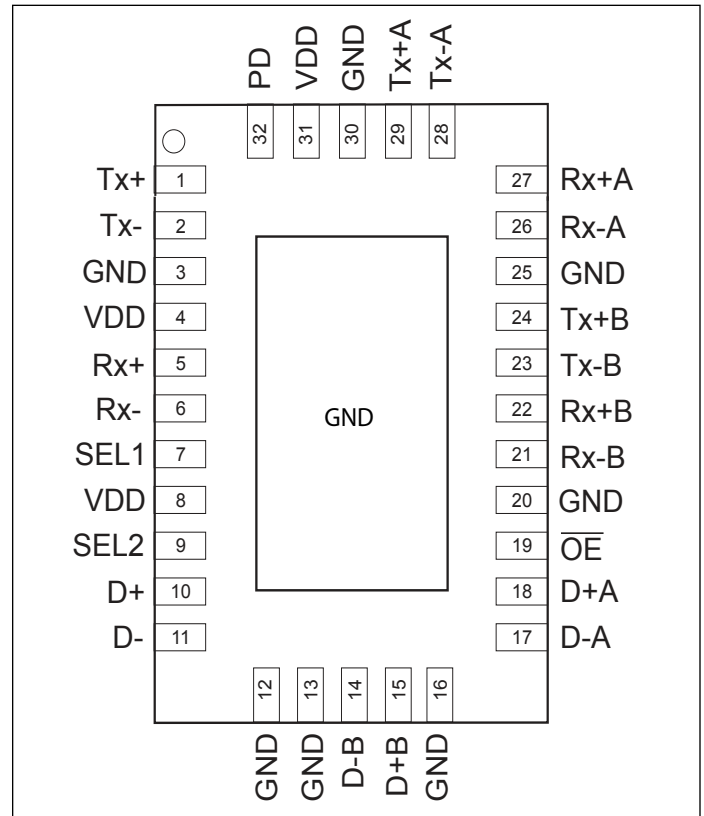 PD VDD GND Tx+A Tx-A
32 31 30 29 28
Tx+ 1 27 Rx+A
Tx- 2 26 Rx-A
GND 3 25 GND
VDD 4 24 Tx+B
Rx+ 5 23 Tx-B
Rx- 6 GND 22 Rx+B
SEL1 7 21 Rx-B
VDD 8 20 GND
SEL2 9 19 O̅E̅
D+ 10 18 D+A
D- 11 17 D-A
12 13 14 15 16
GND GND D-B D+B GND